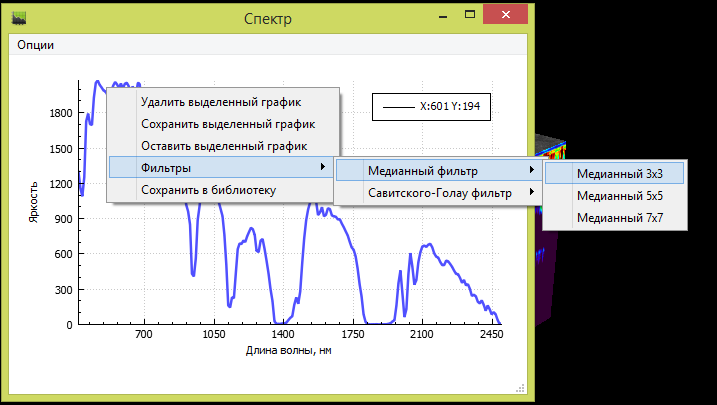 Спектр
Опции
Удалить выделенный график
Сохранить выделенный график
Оставить выделенный график
Фильтры
Сохранить в библиотеку
Медианный фильтр
Савитского-Голау фильтр
Медианный 3x3
Медианный 5x5
Медианный 7x7
X:601 Y:194
Яркость
1800
1500
1200
900
600
300
0
700 1050 1400 1750 2100 2450
Длина волны, нм